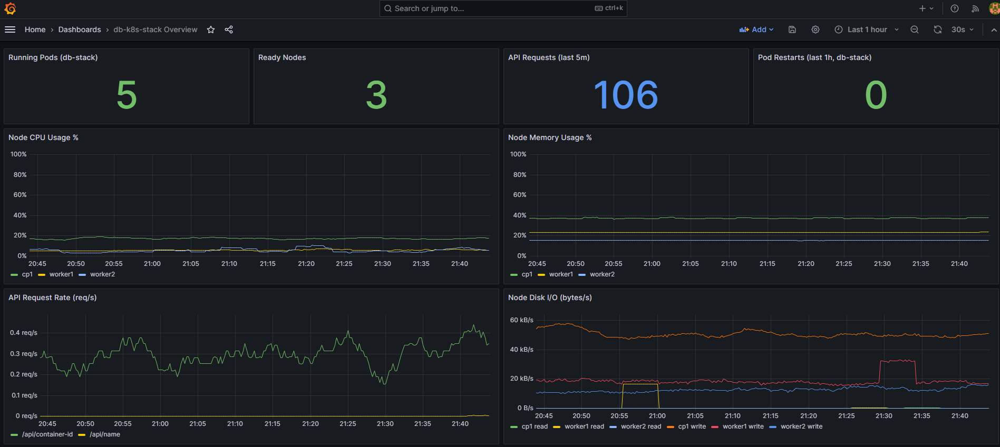 Search or jump to... ctrl+k
Home › Dashboards › db-k8s-stack Overview Add Last 1 hour 30s
Running Pods (db-stack)
5
Ready Nodes
3
API Requests (last 5m)
106
Pod Restarts (last 1h, db-stack)
0
Node CPU Usage %
100%
80%
60%
40%
20%
0%
20:45 20:50 20:55 21:00 21:05 21:10 21:15 21:20 21:25 21:30 21:35 21:40
cp1 worker1 worker2
Node Memory Usage %
100%
80%
60%
40%
20%
0%
20:45 20:50 20:55 21:00 21:05 21:10 21:15 21:20 21:25 21:30 21:35 21:40
cp1 worker1 worker2
API Request Rate (req/s)
0.4 req/s
0.3 req/s
0.2 req/s
0.1 req/s
0 req/s
20:45 20:50 20:55 21:00 21:05 21:10 21:15 21:20 21:25 21:30 21:35 21:40
/api/container-id /api/name
Node Disk I/O (bytes/s)
60 kB/s
40 kB/s
20 kB/s
0 B/s
20:45 20:50 20:55 21:00 21:05 21:10 21:15 21:20 21:25 21:30 21:35 21:40
cp1 read worker1 read worker2 read cp1 write worker1 write worker2 write